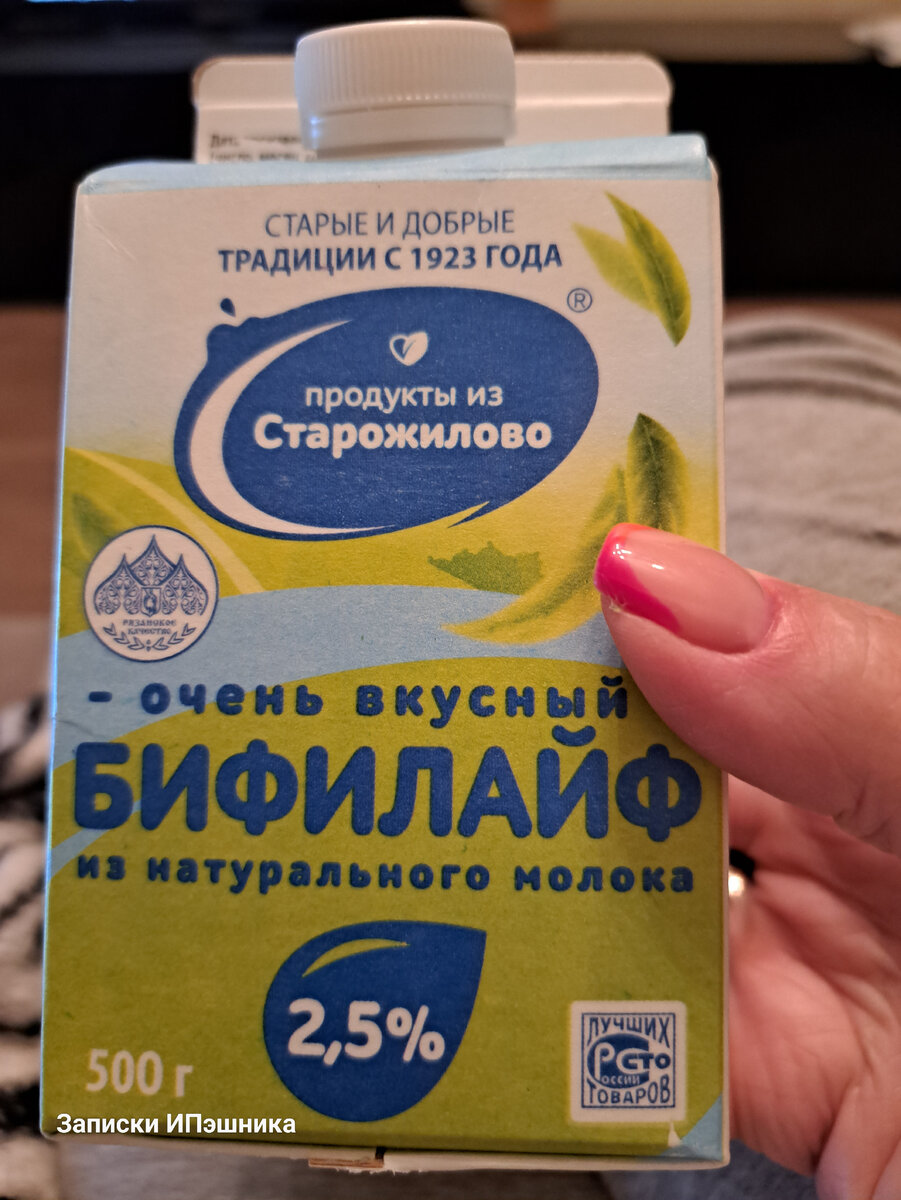 СТАРЫЕ И ДОБРЫЕ
ТРАДИЦИИ С 1923 ГОДА
®
продукты из
Старожилово
РЯЗАНСКОЕ
КАЧЕСТВО
- очень вкусный
БИФИЛАЙФ
из натурального молока
2,5%
500 г
ЛУЧШИХ
СТО
РОССИИ
ТОВАРОВ
Записки ИПэшника